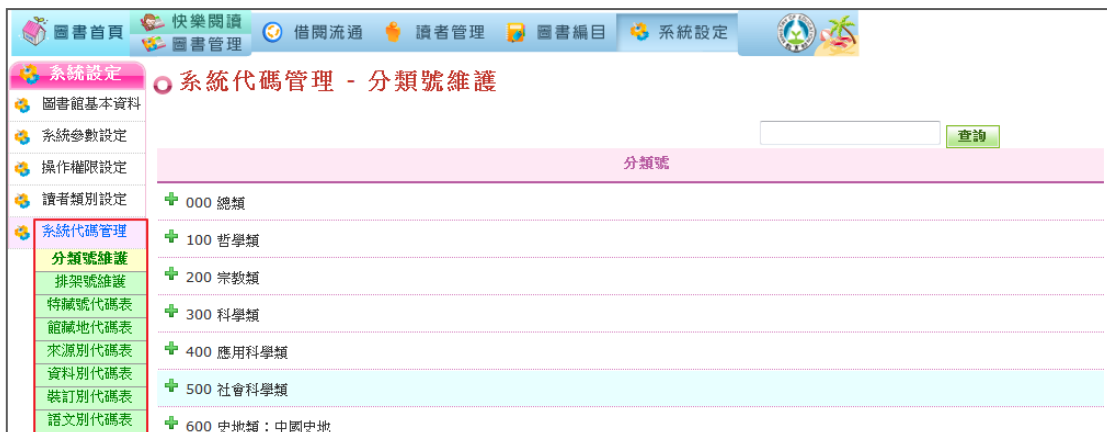 圖書首頁
快樂閱讀
圖書管理
借閱流通
讀者管理
圖書編目
系統設定
系統設定
圖書館基本資料
系統參數設定
操作權限設定
讀者類別設定
系統代碼管理
分類號維護
排架號維護
特藏號代碼表
館藏地代碼表
來源別代碼表
資料別代碼表
裝訂別代碼表
語文別代碼表
系統代碼管理 - 分類號維護
查詢
分類號
000 總類
100 哲學類
200 宗教類
300 科學類
400 應用科學類
500 社會科學類
600 史地類：中國史地